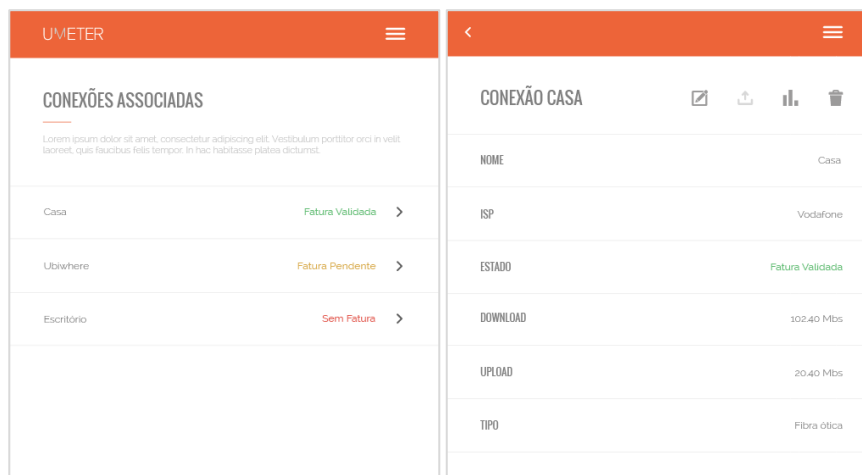 UMETER
CONEXÕES ASSOCIADAS
Lorem ipsum dolor sit amet, consectetur adipiscing elit. Vestibulum porttitor orci in velit
laoreet, quis faucibus felis tempor. In hac habitasse platea dictumst.
Casa Fatura Validada
Ubiwhere Fatura Pendente
Escritório Sem Fatura
CONEXÃO CASA
NOME Casa
ISP Vodafone
ESTADO Fatura Validada
DOWNLOAD 102.40 Mbs
UPLOAD 20.40 Mbs
TIPO Fibra òtica